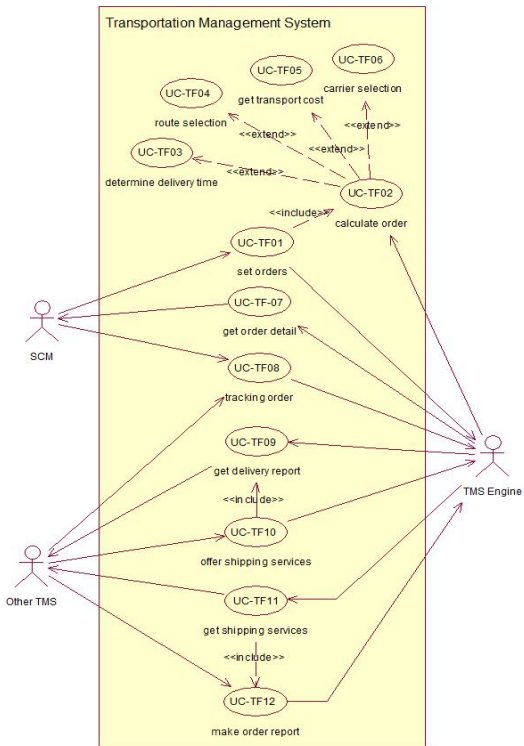 Transportation Management System
UC-TF06
carrier selection
UC-TF05
get transport cost
UC-TF04
route selection
<<extend>>
<<extend>>
<<extend>>
UC-TF03
determine delivery time
<<extend>>
UC-TF02
calculate order
<<include>>
UC-TF01
set orders
UC-TF-07
get order detail
SCM
UC-TF08
tracking order
UC-TF09
get delivery report
TMS Engine
<<include>>
UC-TF10
offer shipping services
Other TMS
UC-TF11
get shipping services
<<include>>
UC-TF12
make order report